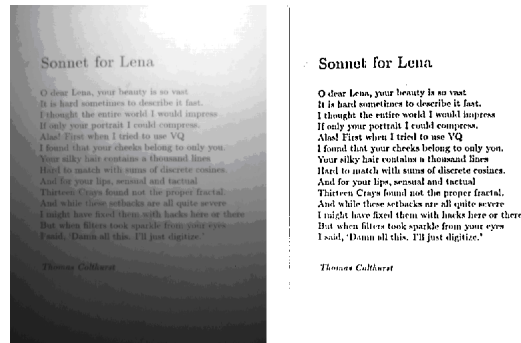 Sonnet for Lena
O dear Lena, your beauty is so vast
It is hard sometimes to describe it fast.
I thought the entire world I would impress
If only your portrait I could compress.
Alas! First when I tried to use VQ
I found that your cheeks belong to only you.
Your silky hair contains a thousand lines
Hard to match with sums of discrete cosines.
And for your lips, sensual and tactual
Thirteen Crays found not the proper fractal.
And while these setbacks are all quite severe
I might have fixed them with hacks here or there
But when filters took sparkle from your eyes
I said, 'Damn all this. I'll just digitize.'
Thomas Colthurst
Sonnet for Lena
O dear Lena, your beauty is so vast
It is hard sometimes to describe it fast.
I thought the entire world I would impress
If only your portrait I could compress.
Alas! First when I tried to use VQ
I found that your cheeks belong to only you.
Your silky hair contains a thousand lines
Hard to match with sums of discrete cosines.
And for your lips, sensual and tactual
Thirteen Crays found not the proper fractal.
And while these setbacks are all quite severe
I might have fixed them with hacks here or there
But when filters took sparkle from your eyes
I said, 'Damn all this. I'll just digitize.'
Thomas Colthurst